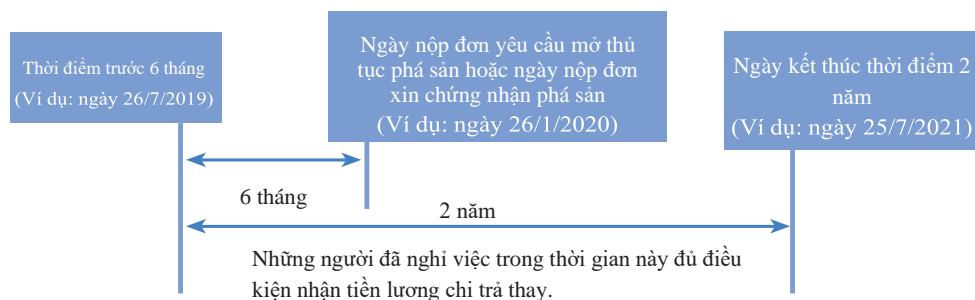 Thời điểm trước 6 tháng
(Ví dụ: ngày 26/7/2019)
Ngày nộp đơn yêu cầu mở thủ
tục phá sản hoặc ngày nộp đơn
xin chứng nhận phá sản
(Ví dụ: ngày 26/1/2020)
Ngày kết thúc thời điểm 2
năm
(Ví dụ: ngày 25/7/2021)
6 tháng
2 năm
Những người đã nghỉ việc trong thời gian này đủ điều
kiện nhận tiền lương chi trả thay.